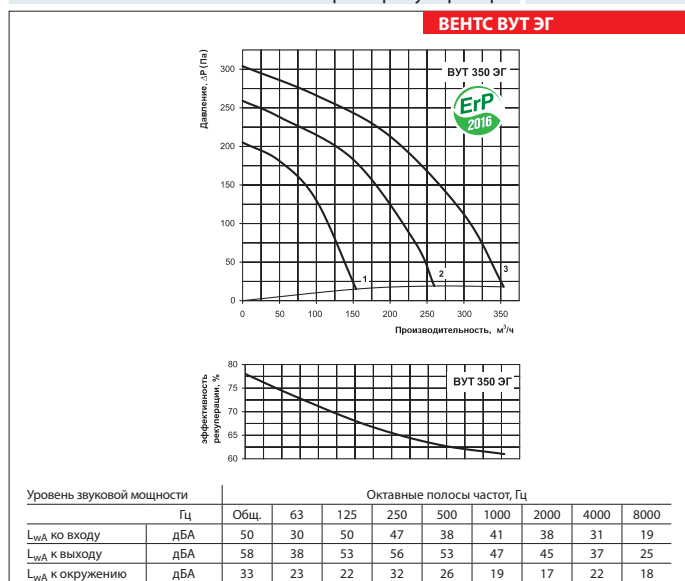 ВЕНТС ВУТ ЭГ
Давление, ΔP (Па)
300
250
200
150
100
50
0
ВУТ 350 ЭГ
ErP
2016
1
2
3
0 50 100 150 200 250 300 350
Производительность, м³/ч
эффективность
рекуперации, %
80
75
70
65
60
ВУТ 350 ЭГ
Уровень звуковой мощности Октавные полосы частот, Гц
Гц Общ. 63 125 250 500 1000 2000 4000 8000
LwA ко входу дБА 50 30 50 47 38 41 38 31 19
LwA к выходу дБА 58 38 53 56 53 47 45 37 25
LwA к окружению дБА 33 23 22 32 26 19 17 22 18